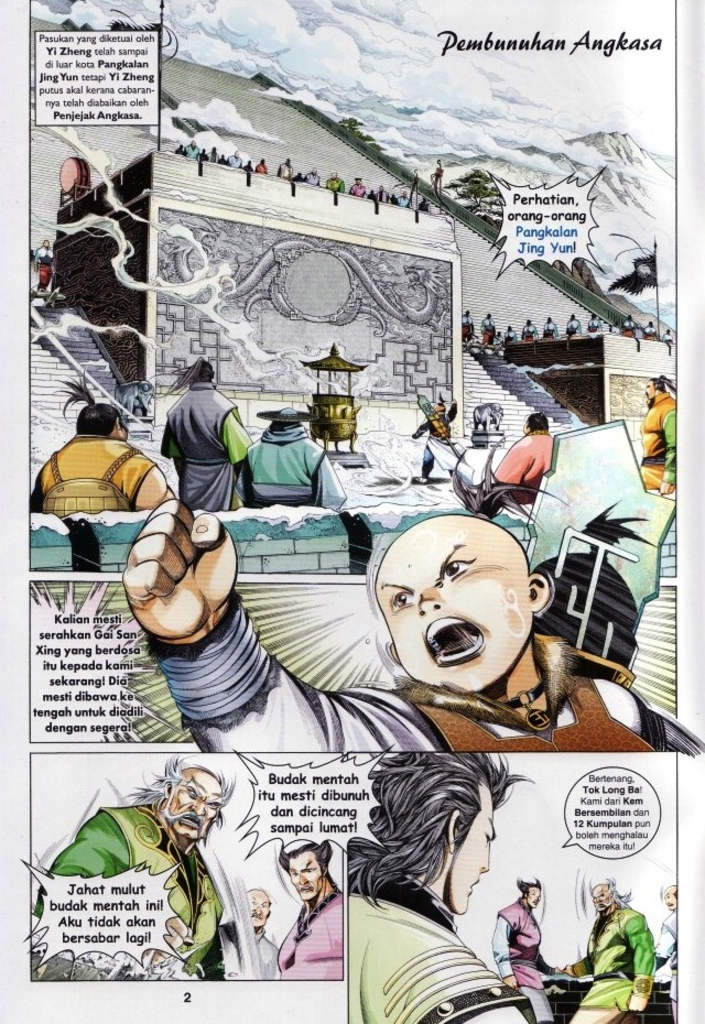 Pasukan yang diketuai oleh
Yi Zheng telah sampai
di luar kota Pangkalan
Jing Yun tetapi Yi Zheng
putus akal kerana cabaran-
nya telah diabaikan oleh
Penjejak Angkasa.
Pembunuhan Angkasa
Perhatian,
orang-orang
Pangkalan
Jing Yun!
Kalian mesti
serahkan Gai San
Xing yang berdosa
itu kepada kami
sekarang! Dia
mesti dibawa ke
tengah untuk diadili
dengan segera!
Budak mentah
itu mesti dibunuh
dan dicincang
sampai lumat!
Jahat mulut
budak mentah ini!
Aku tidak akan
bersabar lagi!
Bertenang,
Tok Long Ba!
Kami dari Kem
Bersembilan dan
12 Kumpulan pun
boleh menghalau
mereka itu!
2